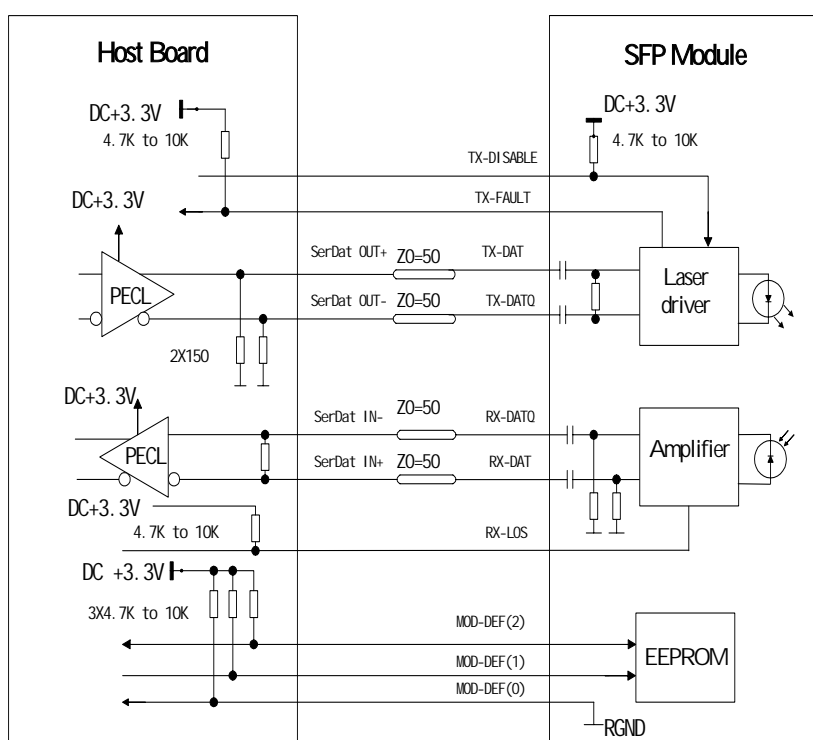 Host Board
SFP Module
DC+3.3V
4.7K to 10K
DC+3.3V
4.7K to 10K
TX-DISABLE
TX-FAULT
DC+3.3V
PECL
SerDat OUT+
Z0=50
TX-DAT
SerDat OUT-
Z0=50
TX-DATQ
Laser
driver
2X150
DC+3.3V
PECL
SerDat IN-
Z0=50
RX-DATQ
SerDat IN+
Z0=50
RX-DAT
Amplifier
DC+3.3V
4.7K to 10K
RX-LOS
DC +3.3V
3X4.7K to 10K
MOD-DEF(2)
MOD-DEF(1)
MOD-DEF(0)
EEPROM
RGND